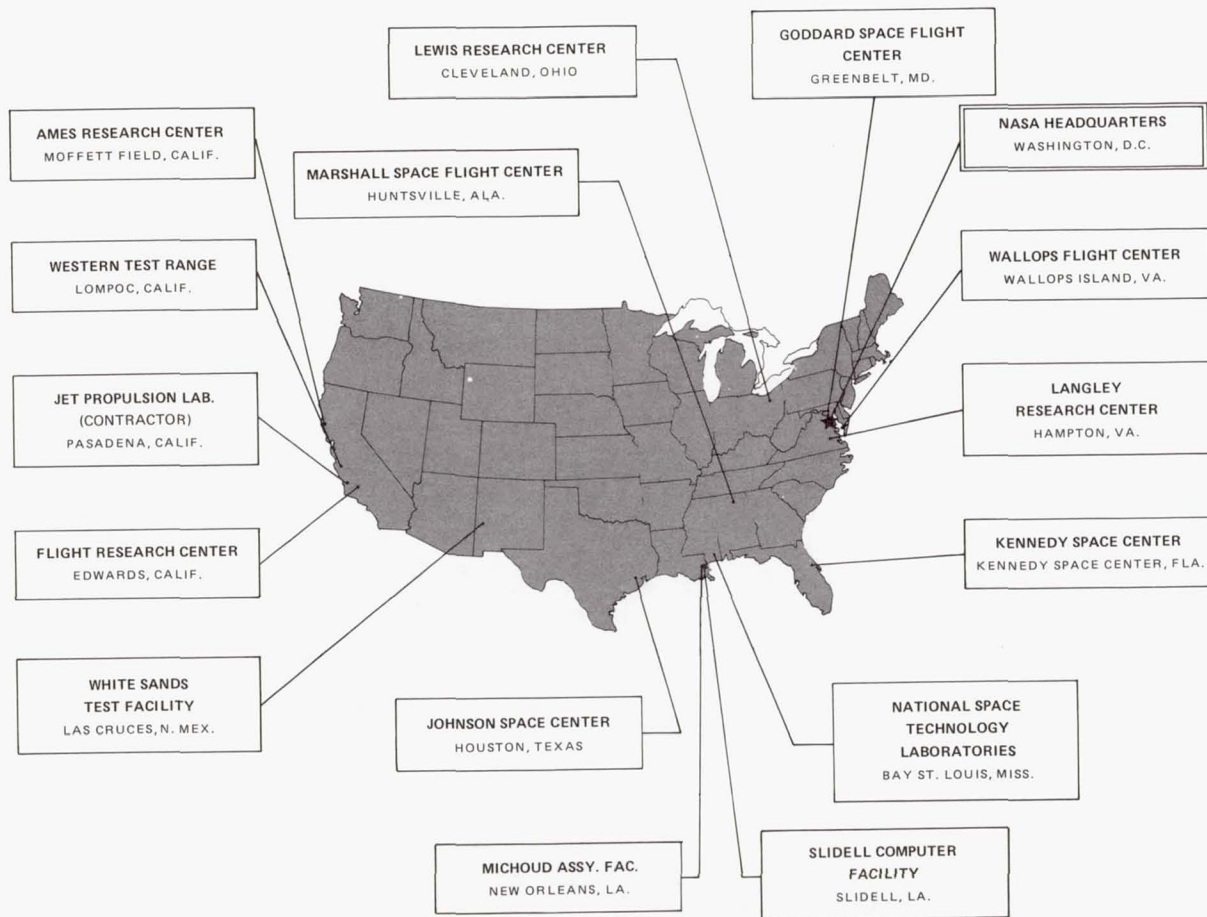 LEWIS RESEARCH CENTER
CLEVELAND, OHIO
GODDARD SPACE FLIGHT
CENTER
GREENBELT, MD.
AMES RESEARCH CENTER
MOFFETT FIELD, CALIF.
NASA HEADQUARTERS
WASHINGTON, D.C.
MARSHALL SPACE FLIGHT CENTER
HUNTSVILLE, ALA.
WESTERN TEST RANGE
LOMPOC, CALIF.
WALLOPS FLIGHT CENTER
WALLOPS ISLAND, VA.
JET PROPULSION LAB.
(CONTRACTOR)
PASADENA, CALIF.
LANGLEY
RESEARCH CENTER
HAMPTON, VA.
FLIGHT RESEARCH CENTER
EDWARDS, CALIF.
KENNEDY SPACE CENTER
KENNEDY SPACE CENTER, FLA.
WHITE SANDS
TEST FACILITY
LAS CRUCES, N. MEX.
JOHNSON SPACE CENTER
HOUSTON, TEXAS
NATIONAL SPACE
TECHNOLOGY
LABORATORIES
BAY ST. LOUIS, MISS.
MICHOUD ASSY. FAC.
NEW ORLEANS, LA.
SLIDELL COMPUTER
FACILITY
SLIDELL, LA.